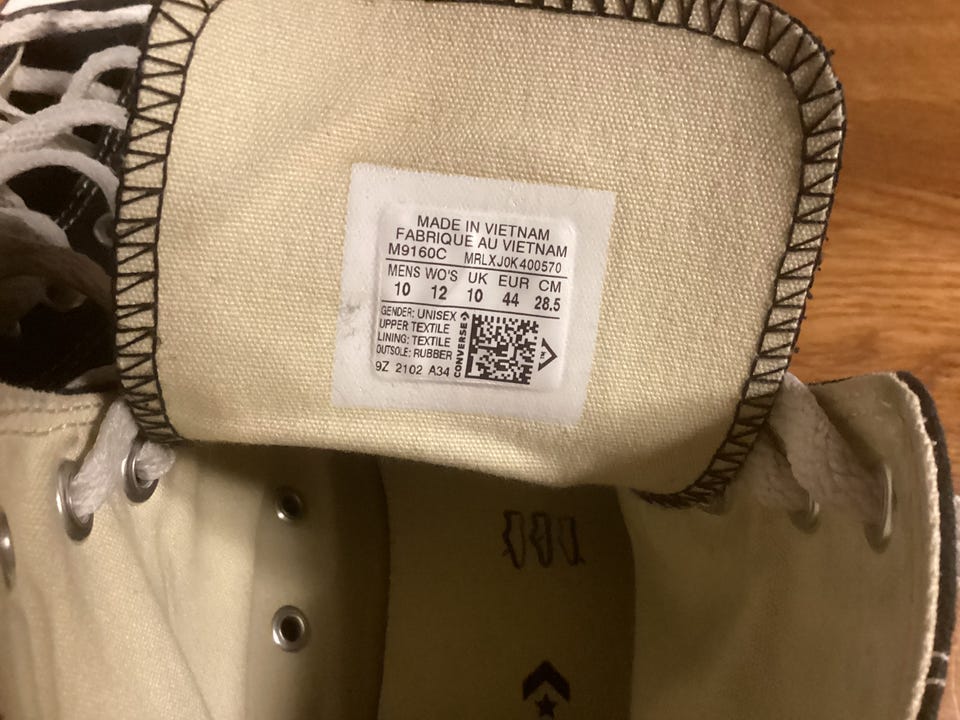 MADE IN VIETNAM
FABRIQUE AU VIETNAM
M9160C MRLXJ0K400570
MENS WO'S UK EUR CM
10 12 10 44 28.5
GENDER: UNISEX
UPPER TEXTILE
LINING: TEXTILE
OUTSOLE: RUBBER
9Z 2102 A34
CONVERSE
TM